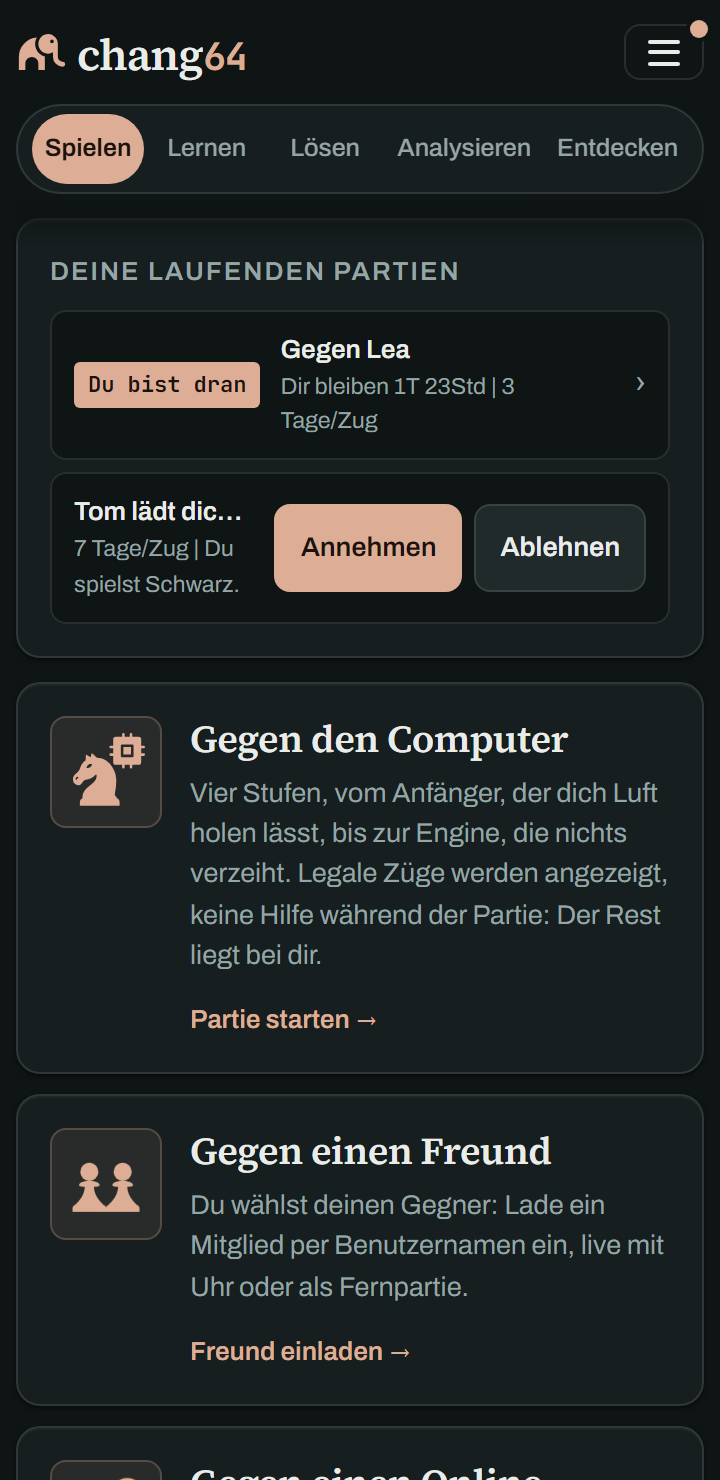 chang64
Spielen Lernen Lösen Analysieren Entdecken
DEINE LAUFENDEN PARTIEN
Du bist dran
Gegen Lea
Dir bleiben 1T 23Std | 3
Tage/Zug
›
Tom lädt dic…
7 Tage/Zug | Du
spielst Schwarz.
Annehmen
Ablehnen
Gegen den Computer
Vier Stufen, vom Anfänger, der dich Luft
holen lässt, bis zur Engine, die nichts
verzeiht. Legale Züge werden angezeigt,
keine Hilfe während der Partie: Der Rest
liegt bei dir.
Partie starten →
Gegen einen Freund
Du wählst deinen Gegner: Lade ein
Mitglied per Benutzernamen ein, live mit
Uhr oder als Fernpartie.
Freund einladen →
Gegen einen Online